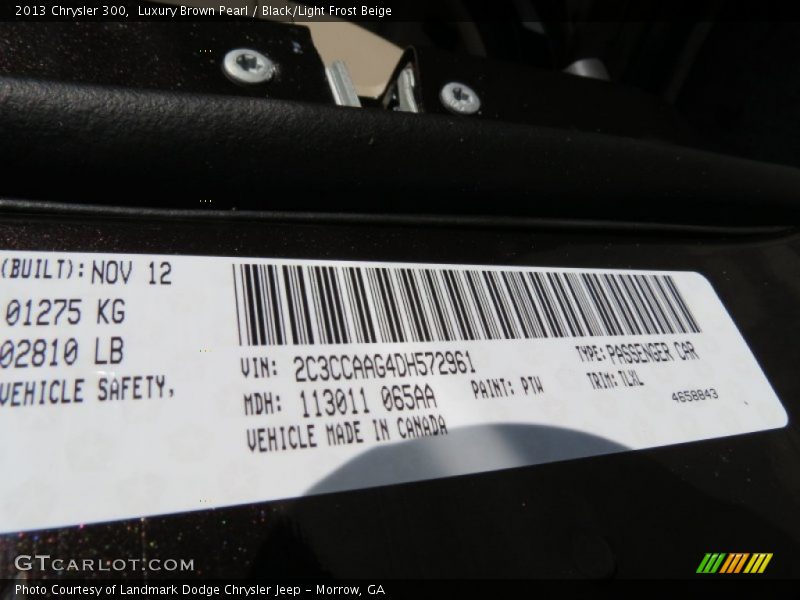 2013 Chrysler 300, Luxury Brown Pearl / Black/Light Frost Beige
(BUILT): NOV 12
01275 KG
02810 LB
VEHICLE SAFETY,
VIN: 2C3CCAAG4DH572961
TYPE: PASSENGER CAR
MDH: 113011 065AA
PAINT: PTW
TRIM: TLXL
VEHICLE MADE IN CANADA
4658843
GTCARLOT.COM
Photo Courtesy of Landmark Dodge Chrysler Jeep – Morrow, GA